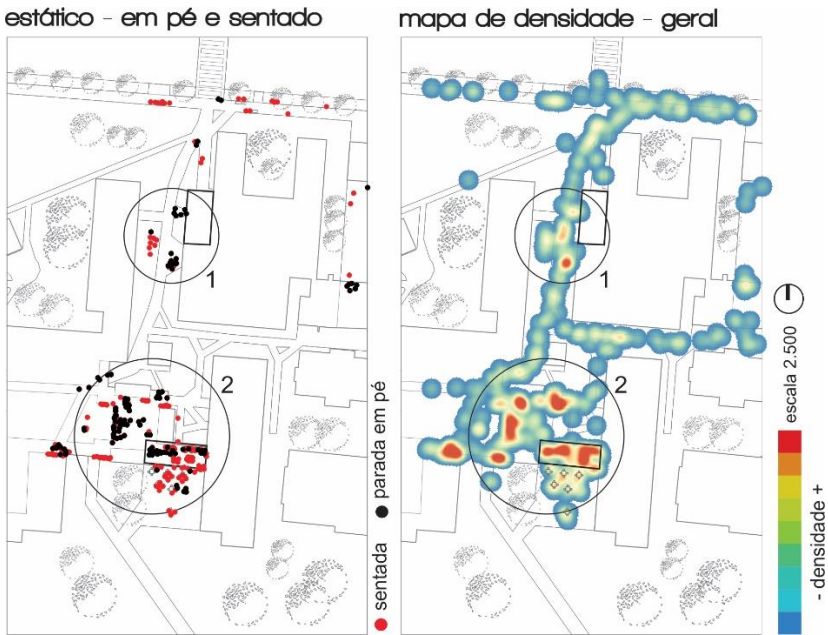 estático - em pé e sentado
mapa de densidade - geral
1
2
sentada
parada em pé
1
2
escala 2.500
- densidade +